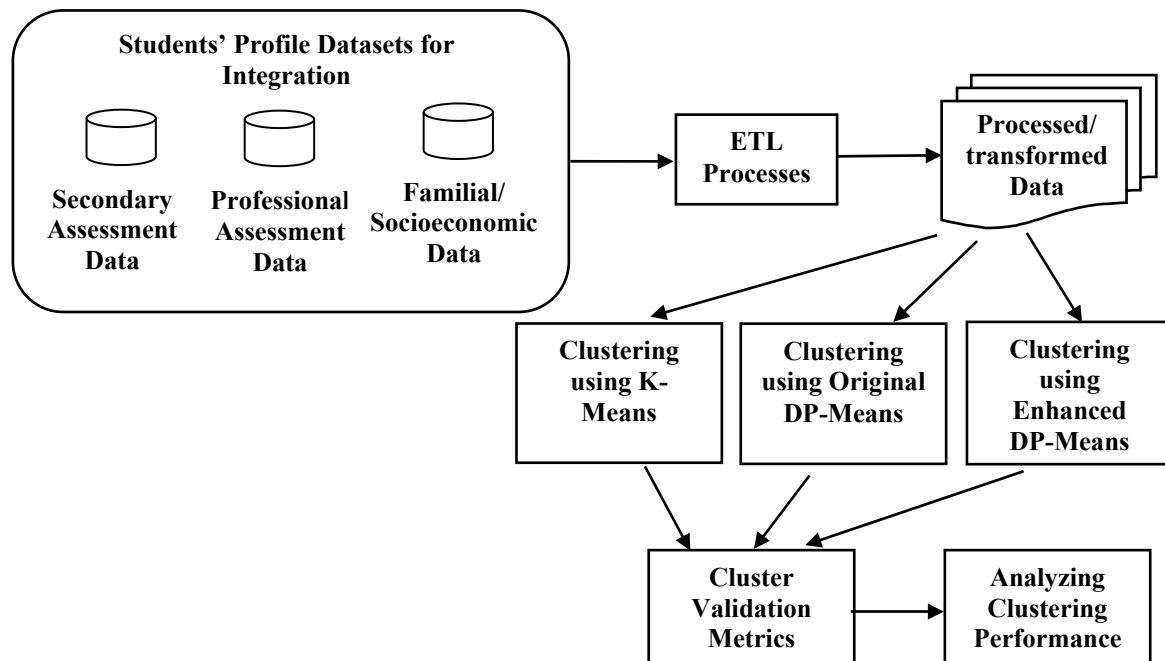 Students’ Profile Datasets for
Integration
Secondary
Assessment
Data
Professional
Assessment
Data
Familial/
Socioeconomic
Data
ETL
Processes
Processed/
transformed
Data
Clustering
using K-
Means
Clustering
using Original
DP-Means
Clustering
using
Enhanced
DP-Means
Cluster
Validation
Metrics
Analyzing
Clustering
Performance